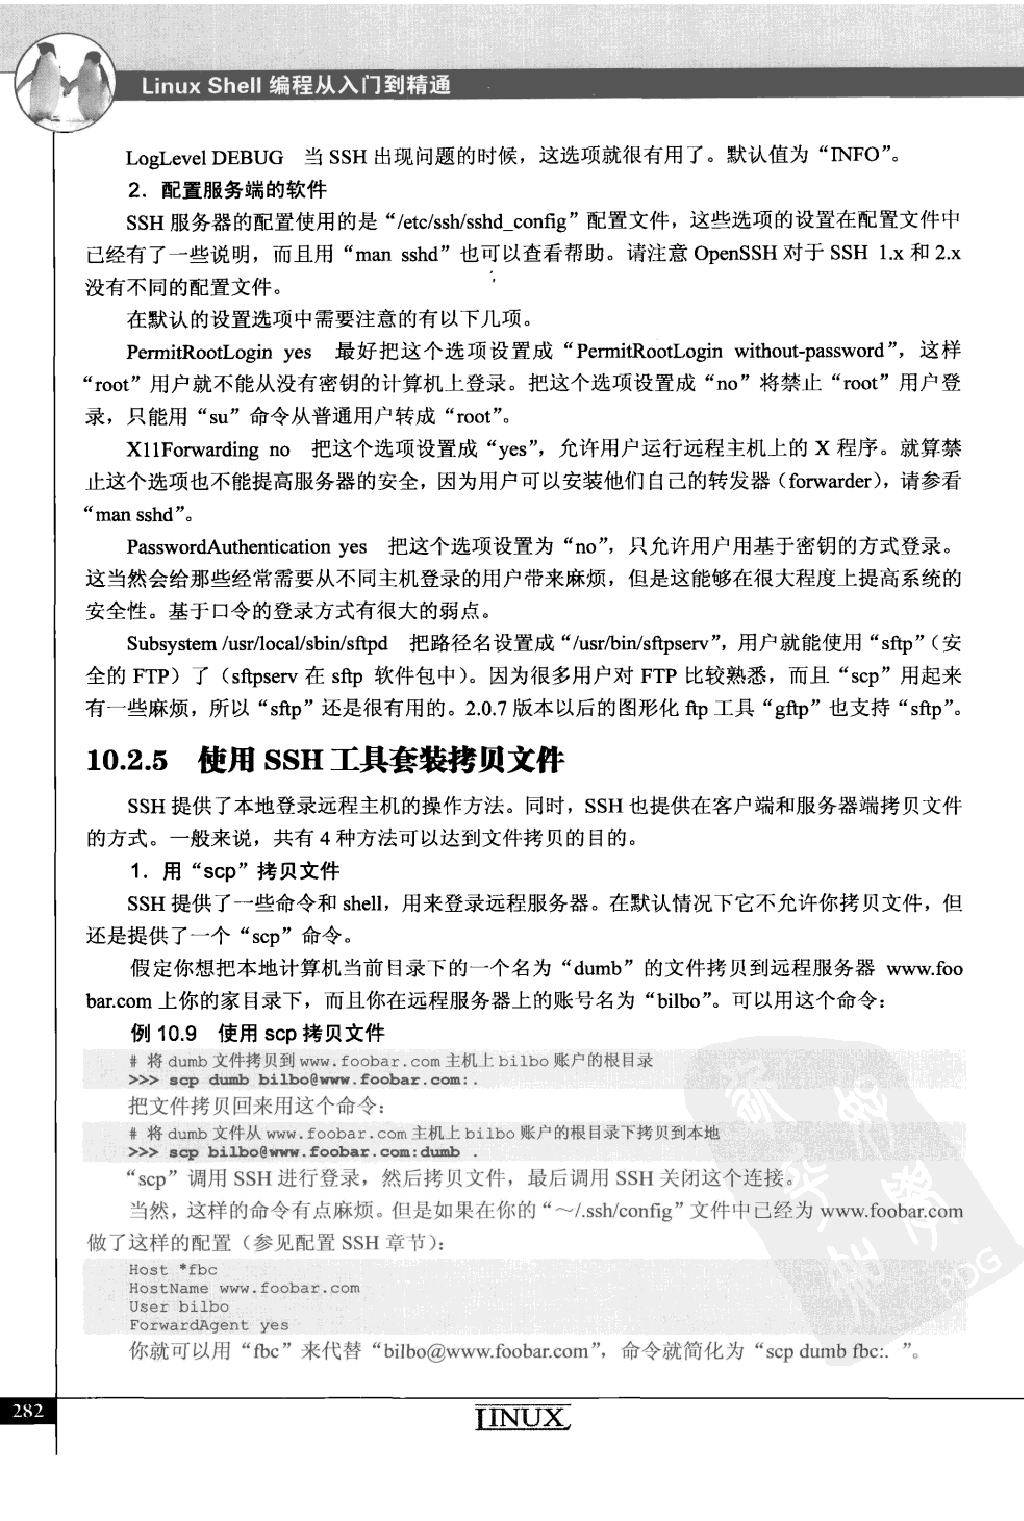 Linux Shell 编程从入门到精通
LogLevel DEBUG 当 SSH 出现问题的时候，这选项就很有用了。默认值为“INFO”。
2．配置服务端的软件
SSH 服务器的配置使用的是“/etc/ssh/sshd_config”配置文件，这些选项的设置在配置文件中
已经有了一些说明，而且用“man sshd”也可以查看帮助。请注意 OpenSSH 对于 SSH 1.x 和 2.x
没有不同的配置文件。
在默认的设置选项中需要注意的有以下几项。
PermitRootLogin yes 最好把这个选项设置成“PermitRootLogin without-password”，这样
“root”用户就不能从没有密钥的计算机上登录。把这个选项设置成“no”将禁止“root”用户登
录，只能用“su”命令从普通用户转成“root”。
X11Forwarding no 把这个选项设置成“yes”，允许用户运行远程主机上的 X 程序。就算禁
止这个选项也不能提高服务器的安全，因为用户可以安装他们自己的转发器（forwarder），请参看
“man sshd”。
PasswordAuthentication yes 把这个选项设置为“no”，只允许用户用基于密钥的方式登录。
这当然会给那些经常需要从不同主机登录的用户带来麻烦，但是这能够在很大程度上提高系统的
安全性。基于口令的登录方式有很大的弱点。
Subsystem /usr/local/sbin/sftpd 把路径名设置成“/usr/bin/sftpserv”，用户就能使用“sftp”（安
全的 FTP）了（sftpserv 在 sftp 软件包中）。因为很多用户对 FTP 比较熟悉，而且“scp”用起来
有一些麻烦，所以“sftp”还是很有用的。2.0.7 版本以后的图形化 ftp 工具“gftp”也支持“sftp”。
10.2.5 使用 SSH 工具套装拷贝文件
SSH 提供了本地登录远程主机的操作方法。同时，SSH 也提供在客户端和服务器端拷贝文件
的方式。一般来说，共有 4 种方法可以达到文件拷贝的目的。
1．用“scp”拷贝文件
SSH 提供了一些命令和 shell，用来登录远程服务器。在默认情况下它不允许你拷贝文件，但
还是提供了一个“scp”命令。
假定你想把本地计算机当前目录下的一个名为“dumb”的文件拷贝到远程服务器 www.foo
bar.com 上你的家目录下，而且你在远程服务器上的账号名为“bilbo”。可以用这个命令：
例 10.9 使用 scp 拷贝文件
# 将 dumb 文件拷贝到 www.foobar.com 主机上 bilbo 账户的根目录
>>> scp dumb bilbo@www.foobar.com:.
把文件拷贝回来用这个命令：
# 将 dumb 文件从 www.foobar.com 主机上 bilbo 账户的根目录下拷贝到本地
>>> scp bilbo@www.foobar.com:dumb .
“scp”调用 SSH 进行登录，然后拷贝文件，最后调用 SSH 关闭这个连接。
当然，这样的命令有点麻烦。但是如果在你的“～/.ssh/config”文件中已经为 www.foobar.com
做了这样的配置（参见配置 SSH 章节）：
Host *fbc
HostName www.foobar.com
User bilbo
ForwardAgent yes
你就可以用“fbc”来代替“bilbo@www.foobar.com”，命令就简化为“scp dumb fbc:. ”。
PDG
282
LINUX